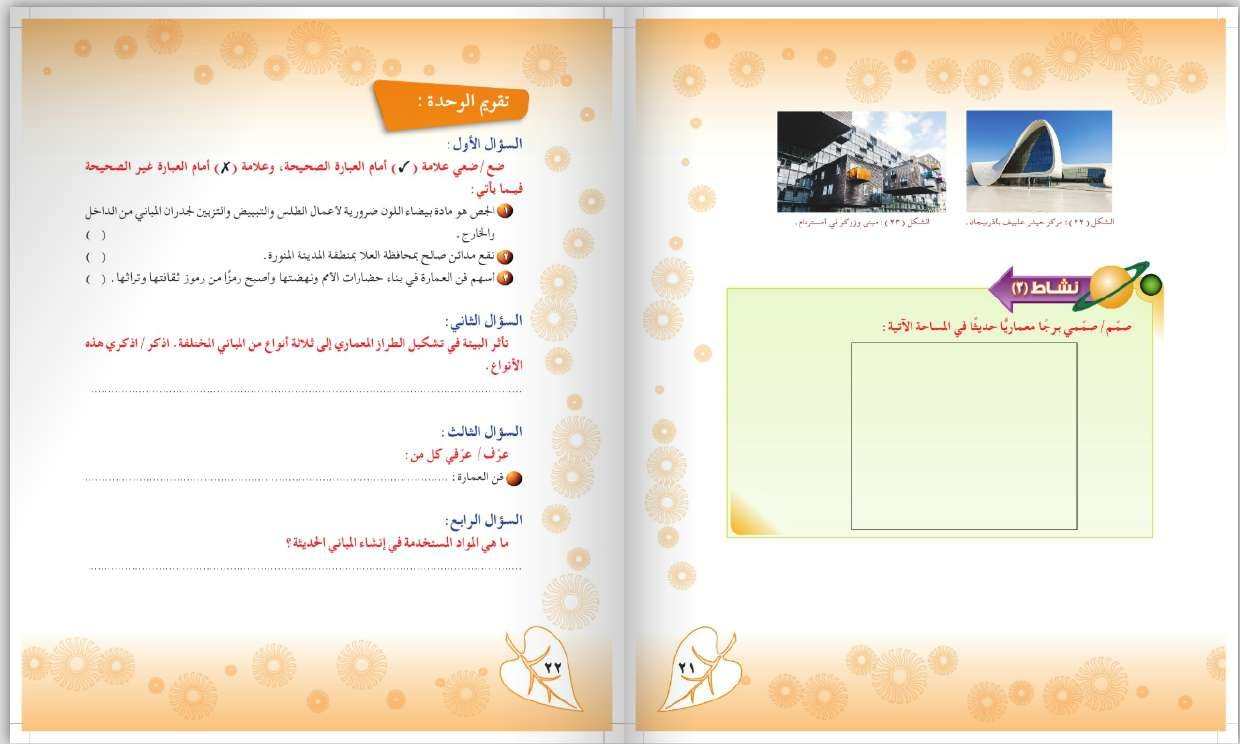 الشكل (٢٢) : مركز حيدر علييف بأذربيجان.
الشكل (٢٣) : مبنى وزركو في أمستردام.
نشاط (٣)
صمّم/ صمّمي برجًا معماريًّا حديثًا في المساحة الآتية :
٢١
تقويم الوحدة :
السؤال الأول:
ضع/ضعي علامة (✓) أمام العبارة الصحيحة، وعلامة (✗) أمام العبارة غير الصحيحة
فيما يأتي:
١ الجص هو مادة بيضاء اللون ضرورية لأعمال الطلس والتبييض والتزيين لجدران المباني من الداخل
والخارج. ( )
٢ تقع مدائن صالح بمحافظة العلا بمنطقة المدينة المنورة. ( )
٣ أسهم فن العمارة في بناء حضارات الأمم ونهضتها وأصبح رمزًا من رموز ثقافتها وتراثها. ( )
السؤال الثاني:
تأثر البيئة في تشكيل الطراز المعماري إلى ثلاثة أنواع من المباني المختلفة. اذكر / اذكري هذه
الأنواع.
السؤال الثالث:
عرّف/ عرّفي كل من:
فن العمارة:
السؤال الرابع:
ما هي المواد المستخدمة في إنشاء المباني الحديثة؟
٢٢